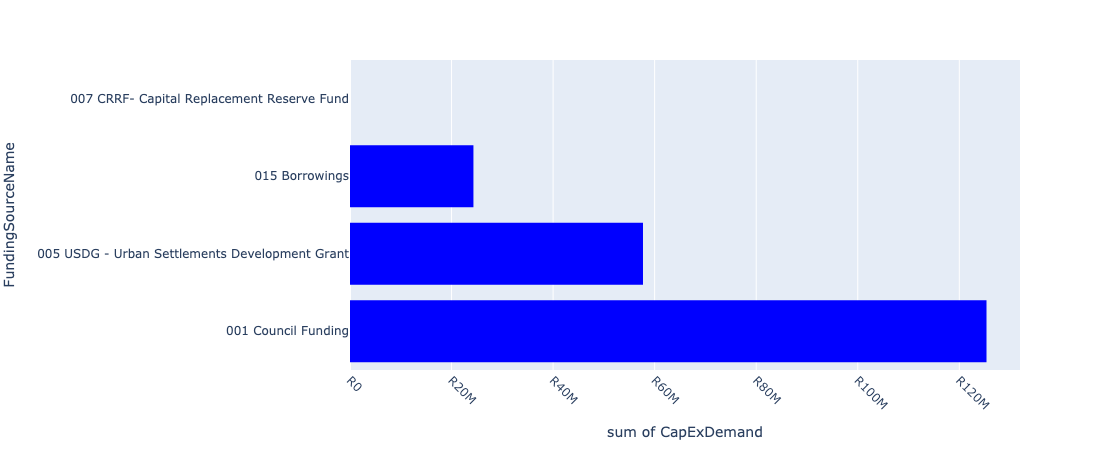 FundingSourceName
007 CRRF- Capital Replacement Reserve Fund
015 Borrowings
005 USDG - Urban Settlements Development Grant
001 Council Funding
R0
R20M
R40M
R60M
R80M
R100M
R120M
sum of CapExDemand